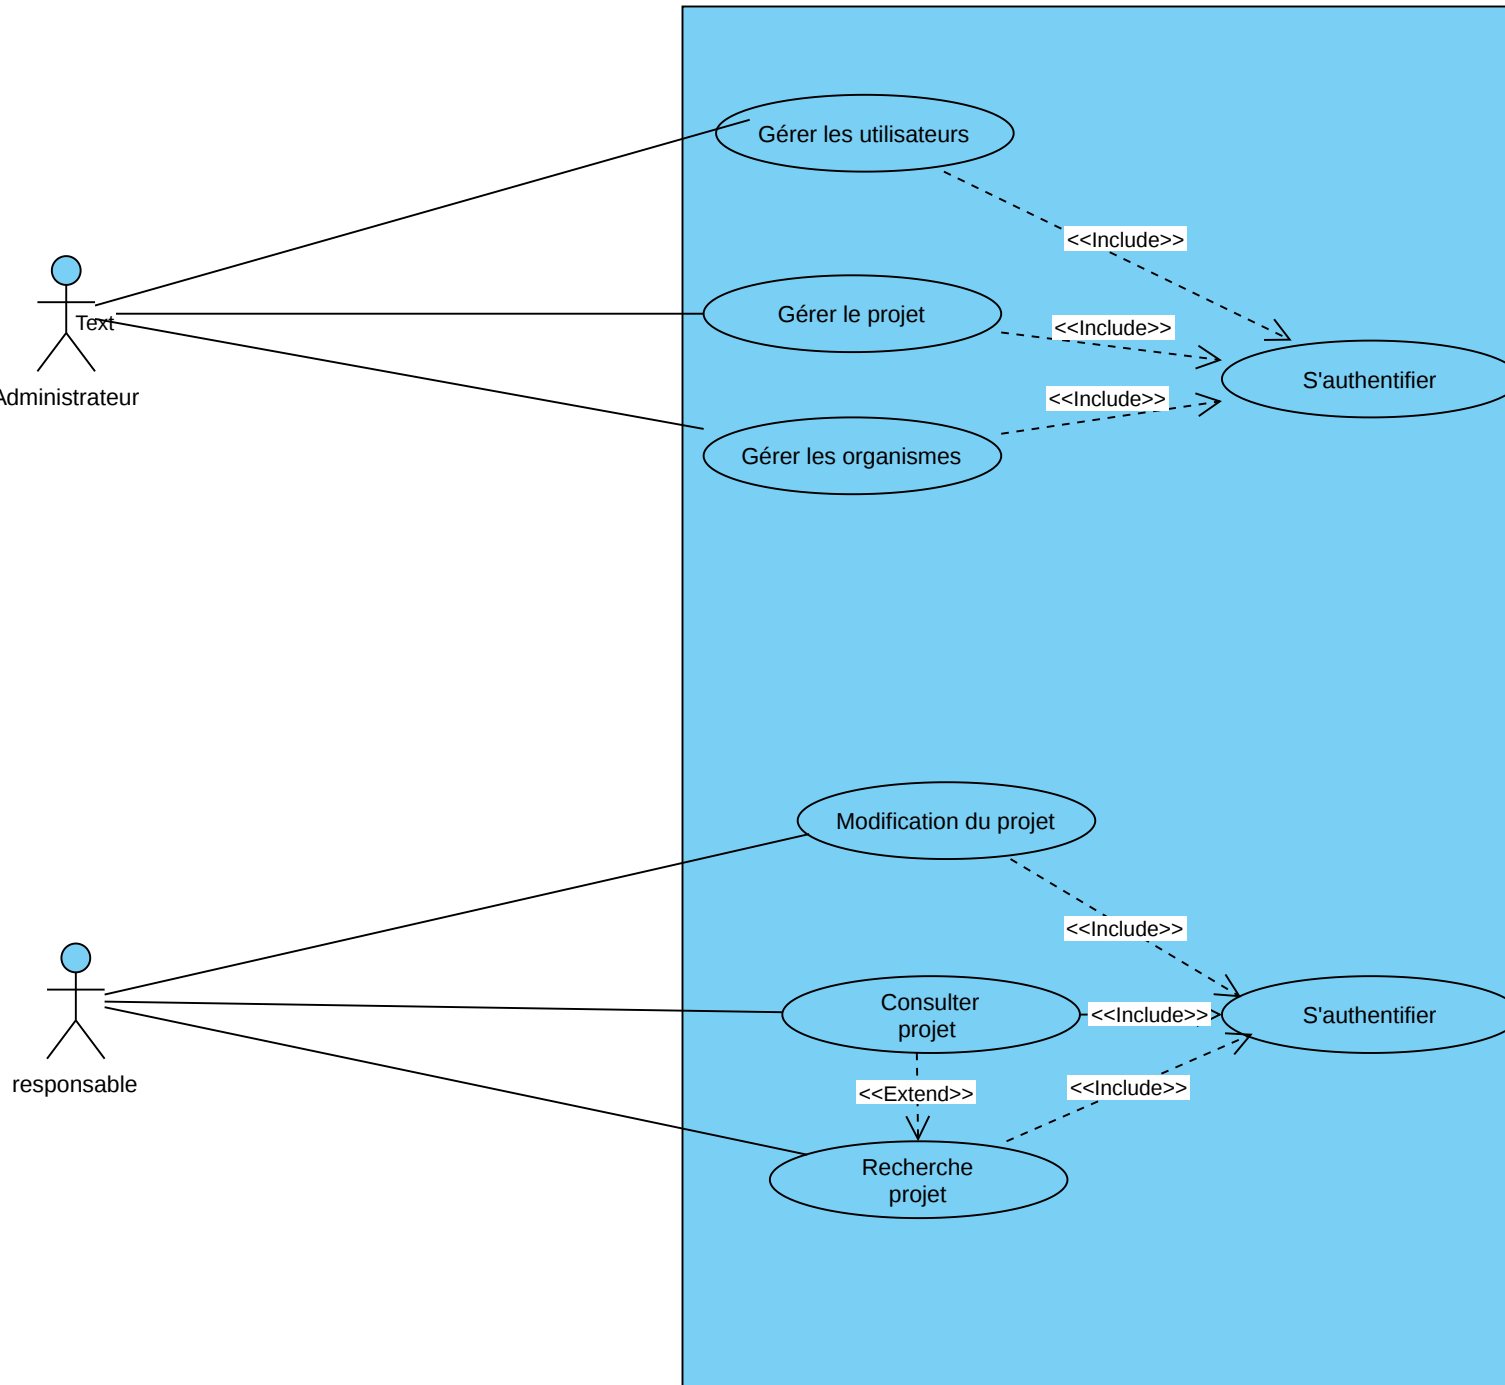 Gérer les utilisateurs
<<Include>>
Gérer le projet
<<Include>>
Text
S'authentifier
Administrateur
<<Include>>
Gérer les organismes
Modification du projet
<<Include>>
Consulter
projet
<<Include>>
S'authentifier
responsable
<<Extend>>
<<Include>>
Recherche
projet